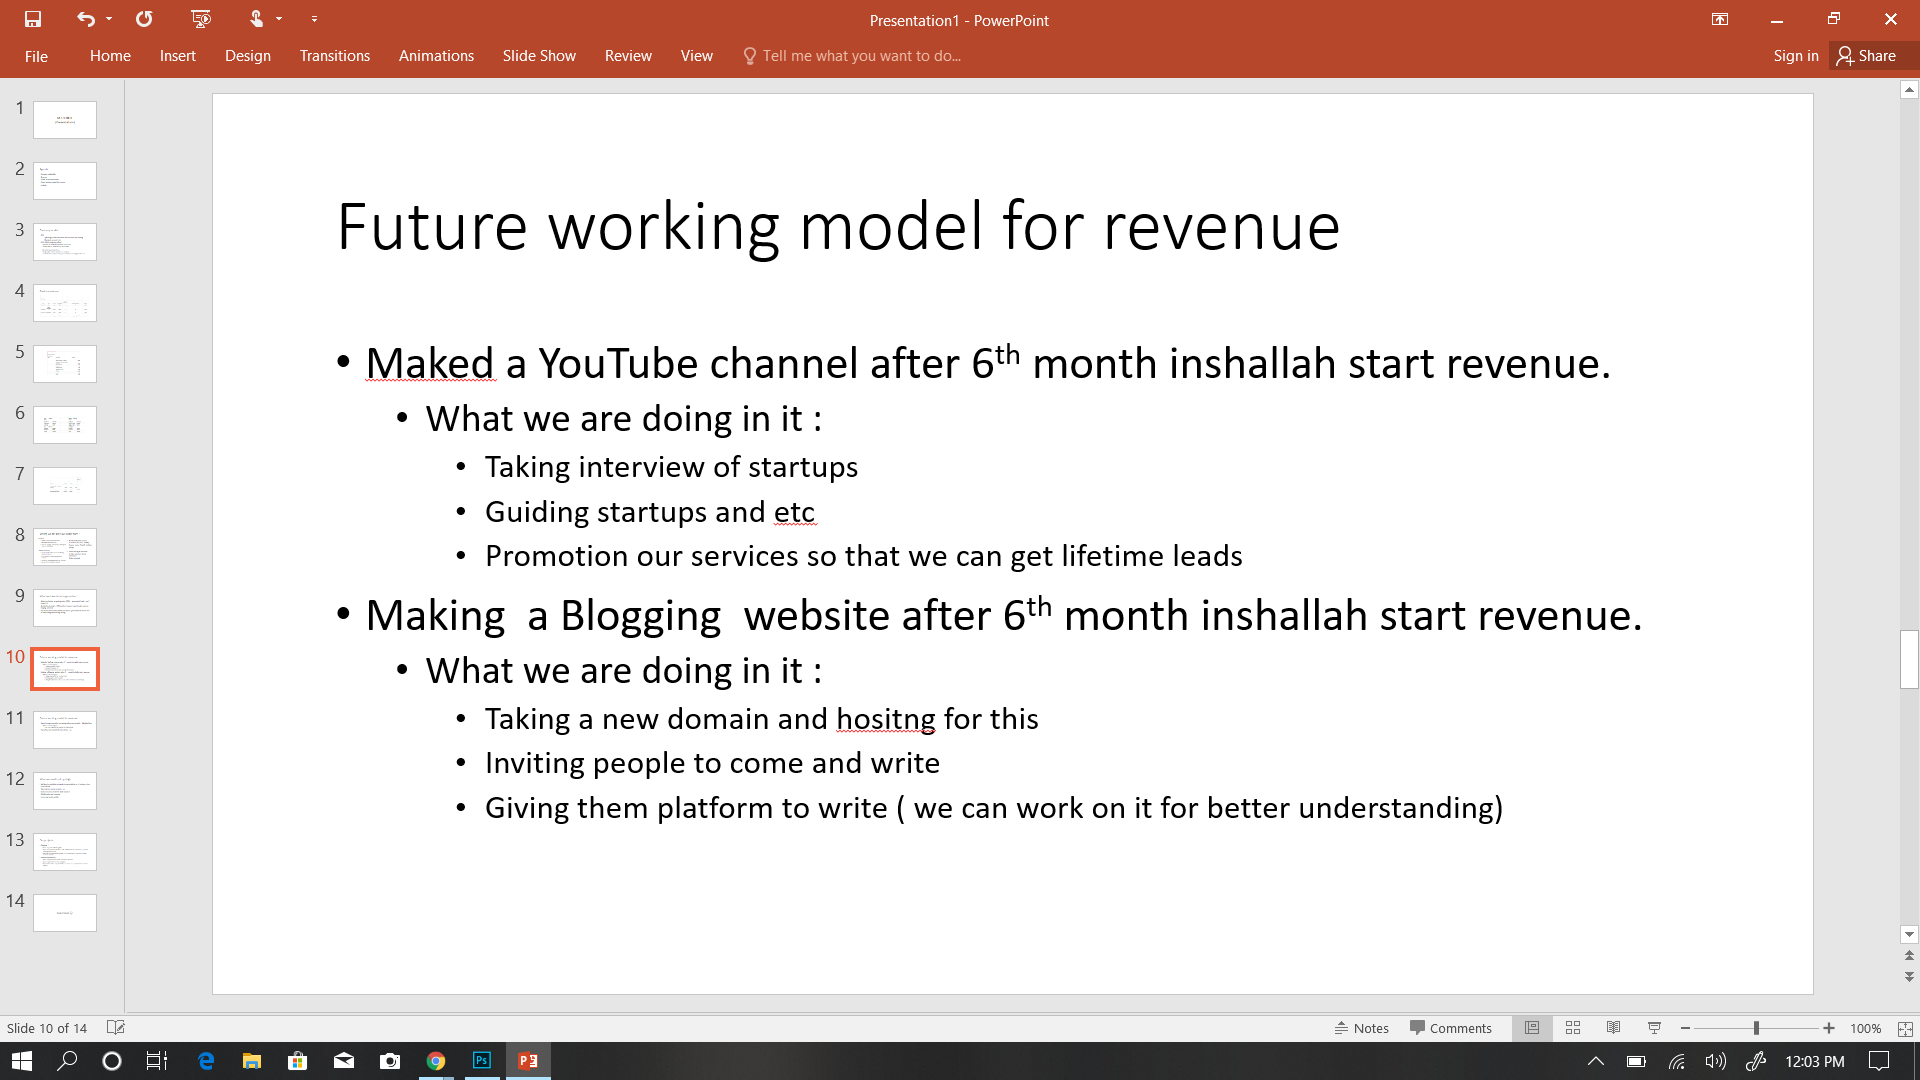 Presentation1 - PowerPoint
File Home Insert Design Transitions Animations Slide Show Review View Tell me what you want to do... Sign in Share
1
2
3
4
5
6
7
8
9
10
11
12
13
14
Future working model for revenue
• Maked a YouTube channel after 6th month inshallah start revenue.
• What we are doing in it :
• Taking interview of startups
• Guiding startups and etc
• Promotion our services so that we can get lifetime leads
• Making a Blogging website after 6th month inshallah start revenue.
• What we are doing in it :
• Taking a new domain and hositng for this
• Inviting people to come and write
• Giving them platform to write ( we can work on it for better understanding)
Slide 10 of 14 Notes Comments 100%
Ps
12:03 PM